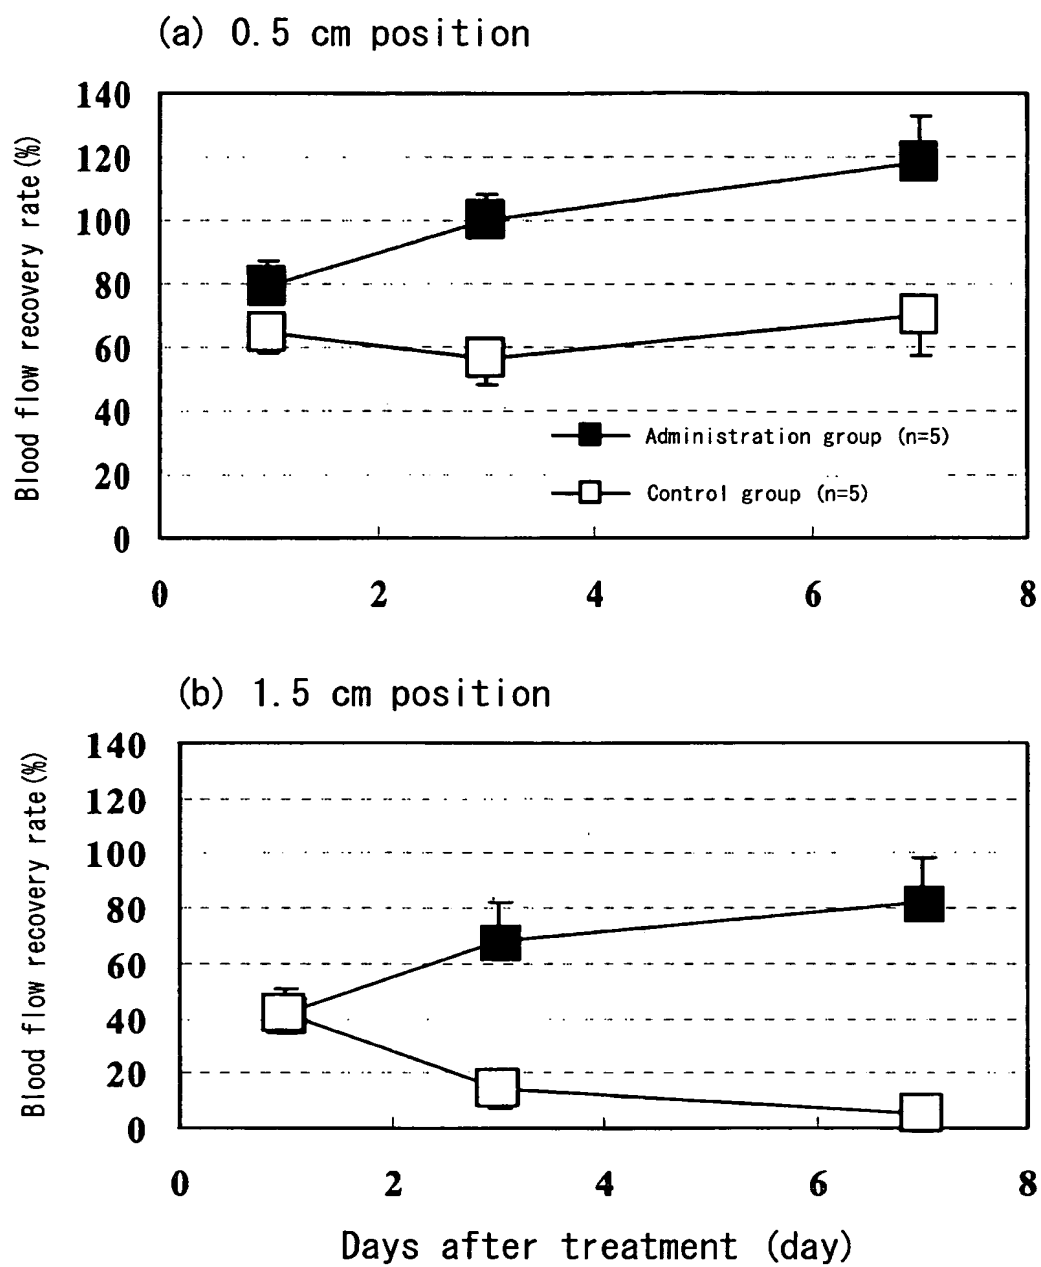 (a) 0.5 cm position
Blood flow recovery rate (%)
140
120
100
80
60
40
20
0
Administration group (n=5)
Control group (n=5)
0 2 4 6 8
(b) 1.5 cm position
Blood flow recovery rate (%)
140
120
100
80
60
40
20
0
0 2 4 6 8
Days after treatment (day)